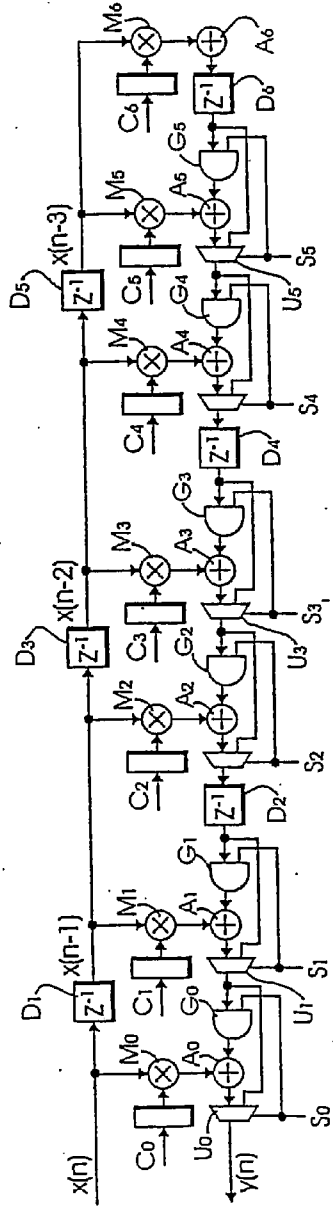 x(n)
D1
Z-1
x(n-1)
D3
Z-1
x(n-2)
D5
Z-1
x(n-3)
M0
M1
M2
M3
M4
M5
M6
C0
C1
C2
C3
C4
C5
C6
A0
A1
A2
A3
A4
A5
A6
G0
G1
G2
G3
G4
G5
Z-1
D2
Z-1
D4
Z-1
D6
U0
U1
U3
U5
y(n)
S0
S1
S2
S3
S4
S5